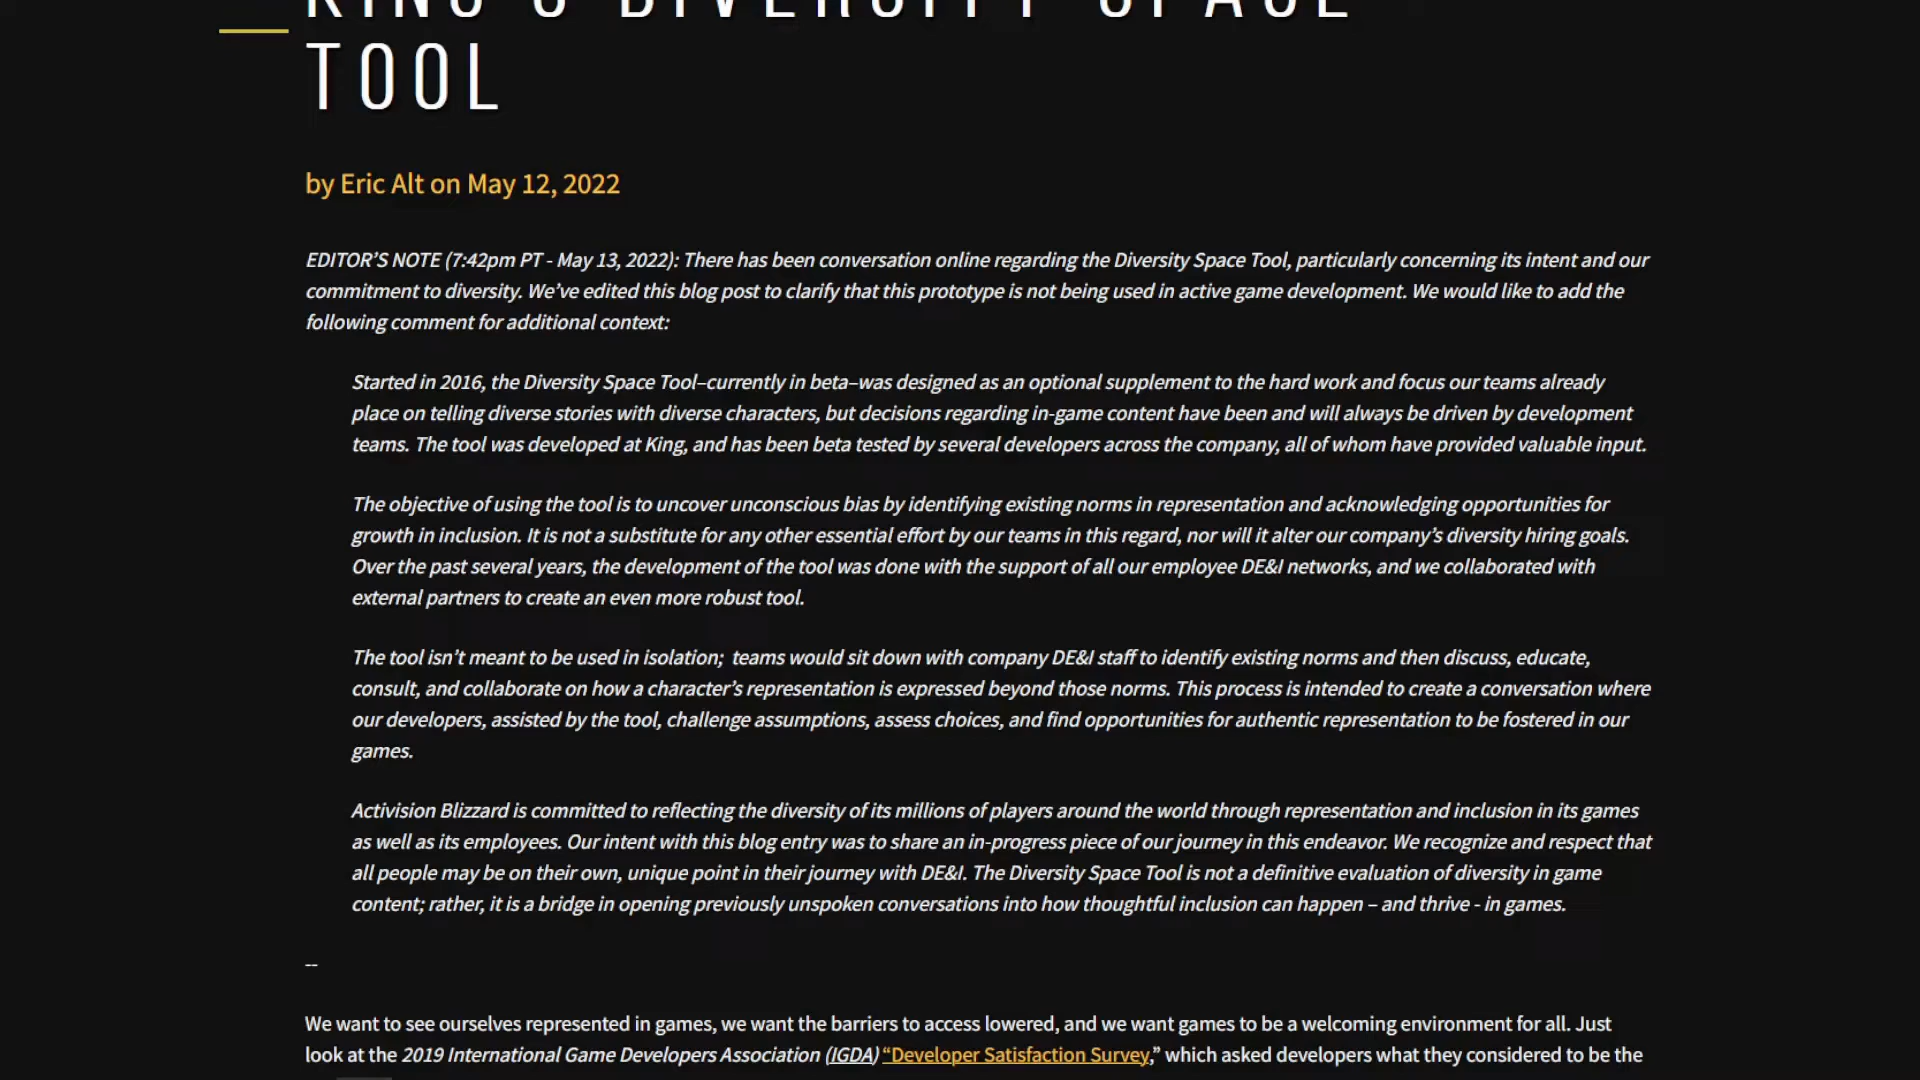 KING'S DIVERSITY SPACE
TOOL
by Eric Alt on May 12, 2022
EDITOR’S NOTE (7:42pm PT - May 13, 2022): There has been conversation online regarding the Diversity Space Tool, particularly concerning its intent and our
commitment to diversity. We’ve edited this blog post to clarify that this prototype is not being used in active game development. We would like to add the
following comment for additional context:
Started in 2016, the Diversity Space Tool–currently in beta–was designed as an optional supplement to the hard work and focus our teams already
place on telling diverse stories with diverse characters, but decisions regarding in-game content have been and will always be driven by development
teams. The tool was developed at King, and has been beta tested by several developers across the company, all of whom have provided valuable input.
The objective of using the tool is to uncover unconscious bias by identifying existing norms in representation and acknowledging opportunities for
growth in inclusion. It is not a substitute for any other essential effort by our teams in this regard, nor will it alter our company’s diversity hiring goals.
Over the past several years, the development of the tool was done with the support of all our employee DE&I networks, and we collaborated with
external partners to create an even more robust tool.
The tool isn’t meant to be used in isolation;  teams would sit down with company DE&I staff to identify existing norms and then discuss, educate,
consult, and collaborate on how a character’s representation is expressed beyond those norms. This process is intended to create a conversation where
our developers, assisted by the tool, challenge assumptions, assess choices, and find opportunities for authentic representation to be fostered in our
games.
Activision Blizzard is committed to reflecting the diversity of its millions of players around the world through representation and inclusion in its games
as well as its employees. Our intent with this blog entry was to share an in-progress piece of our journey in this endeavor. We recognize and respect that
all people may be on their own, unique point in their journey with DE&I. The Diversity Space Tool is not a definitive evaluation of diversity in game
content; rather, it is a bridge in opening previously unspoken conversations into how thoughtful inclusion can happen – and thrive - in games.
--
We want to see ourselves represented in games, we want the barriers to access lowered, and we want games to be a welcoming environment for all. Just
look at the 2019 International Game Developers Association (IGDA) “Developer Satisfaction Survey,” which asked developers what they considered to be the